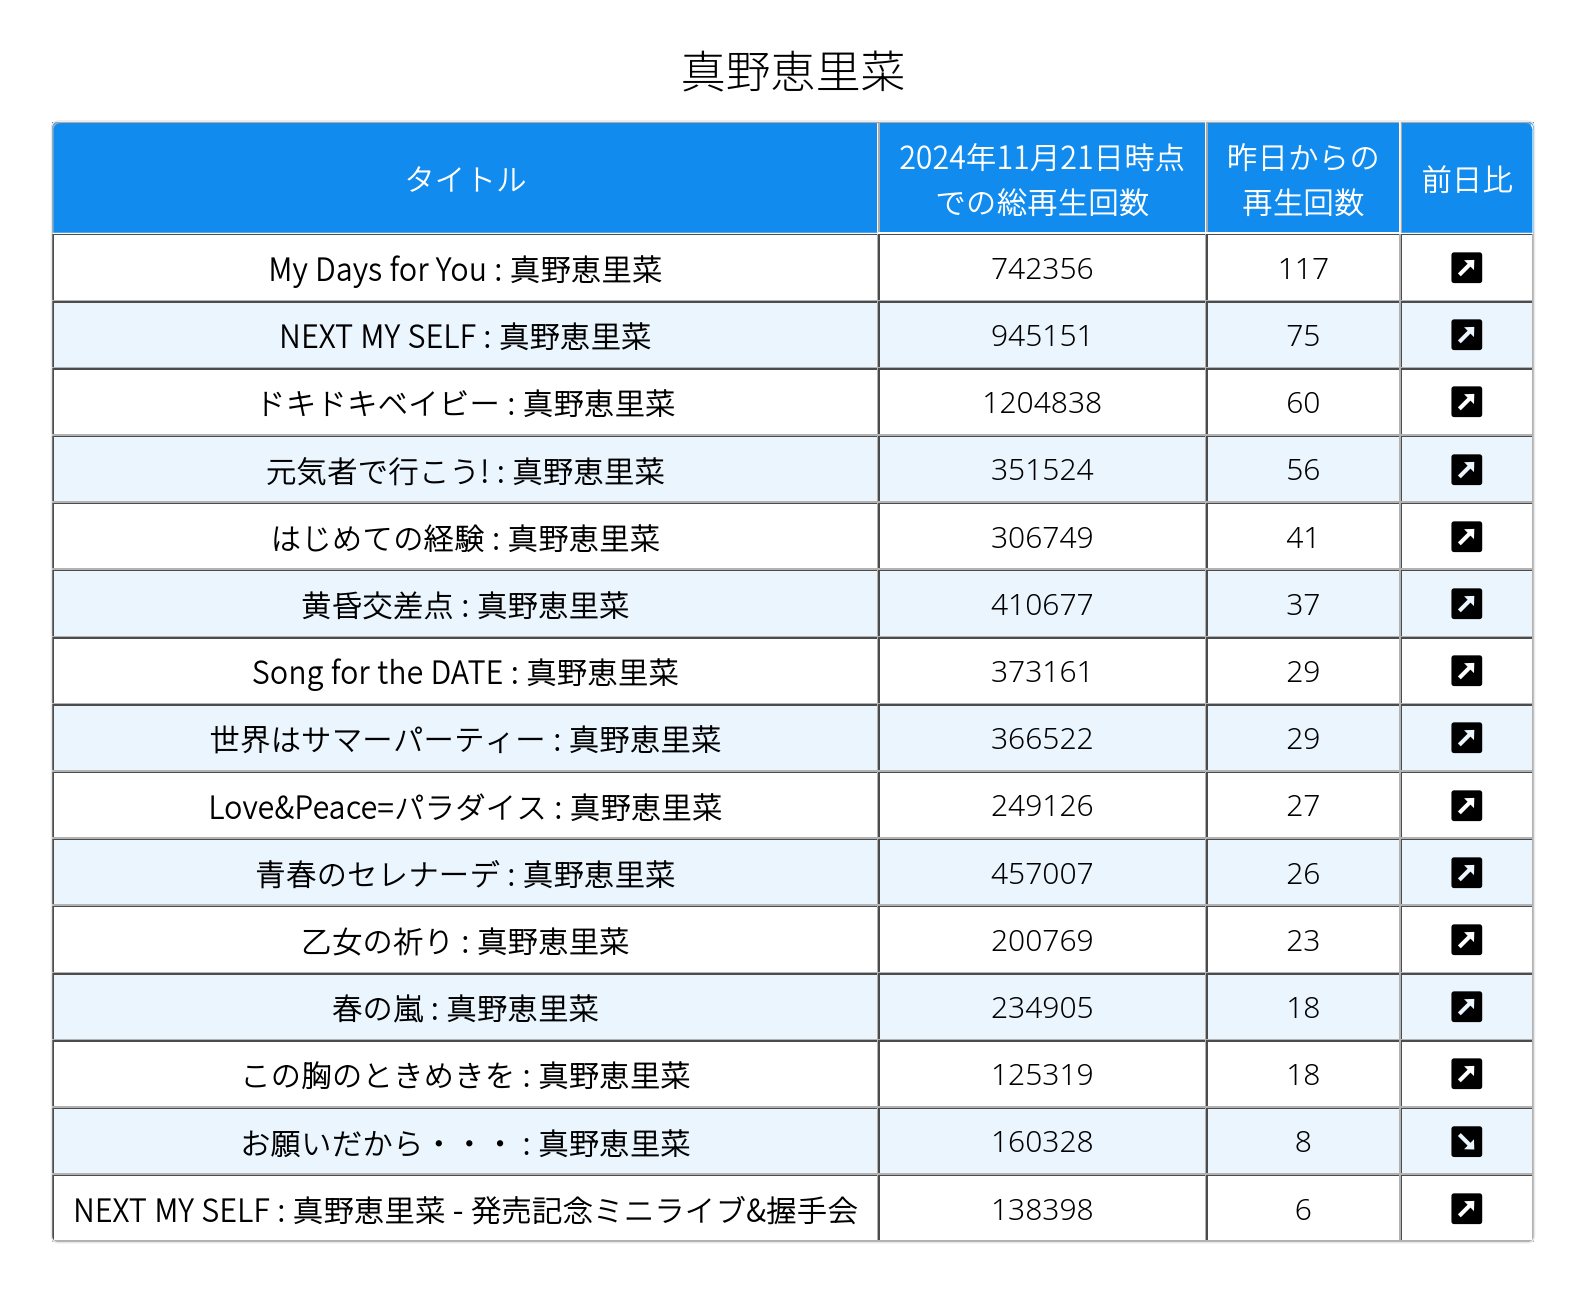 真野恵里菜
タイトル 2024年11月21日時点での総再生回数 昨日からの再生回数 前日比
My Days for You : 真野恵里菜 742356 117 ↗
NEXT MY SELF : 真野恵里菜 945151 75 ↗
ドキドキベイビー : 真野恵里菜 1204838 60 ↗
元気者で行こう! : 真野恵里菜 351524 56 ↗
はじめての経験 : 真野恵里菜 306749 41 ↗
黄昏交差点 : 真野恵里菜 410677 37 ↗
Song for the DATE : 真野恵里菜 373161 29 ↗
世界はサマーパーティー : 真野恵里菜 366522 29 ↗
Love&Peace=パラダイス : 真野恵里菜 249126 27 ↗
青春のセレナーデ : 真野恵里菜 457007 26 ↗
乙女の祈り : 真野恵里菜 200769 23 ↗
春の嵐 : 真野恵里菜 234905 18 ↗
この胸のときめきを : 真野恵里菜 125319 18 ↗
お願いだから・・・ : 真野恵里菜 160328 8 ↘
NEXT MY SELF : 真野恵里菜 - 発売記念ミニライブ&握手会 138398 6 ↗